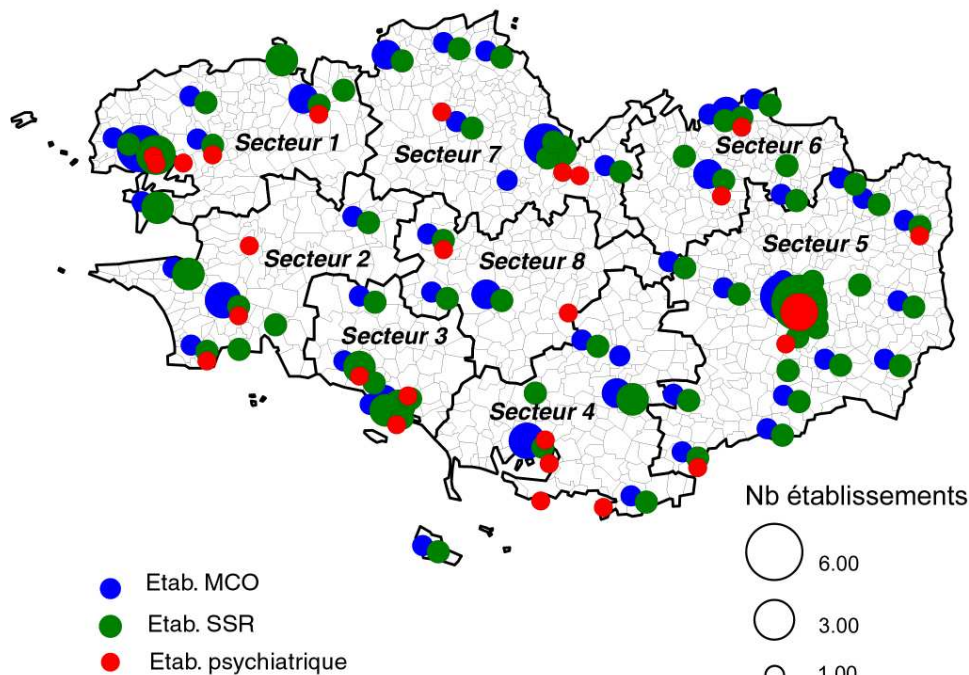 Secteur 1
Secteur 6
Secteur 7
Secteur 5
Secteur 2
Secteur 8
Secteur 3
Secteur 4
Nb établissements
6.00
3.00
1.00
Etab. MCO
Etab. SSR
Etab. psychiatrique